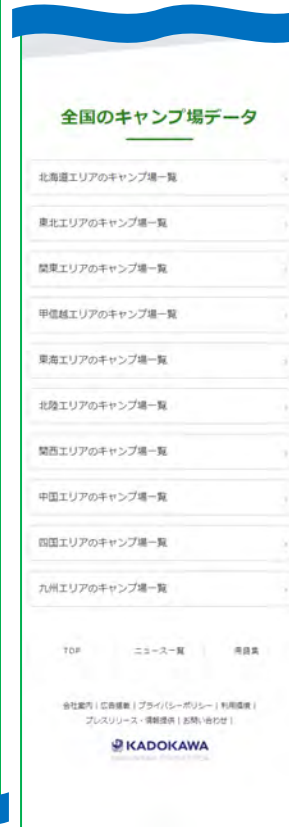 全国のキャンプ場データ
北海道エリアのキャンプ場一覧
東北エリアのキャンプ場一覧
関東エリアのキャンプ場一覧
甲信越エリアのキャンプ場一覧
東海エリアのキャンプ場一覧
北陸エリアのキャンプ場一覧
関西エリアのキャンプ場一覧
中国エリアのキャンプ場一覧
四国エリアのキャンプ場一覧
九州エリアのキャンプ場一覧
TOP ニュース一覧 | 用語集
会社案内 | 広告掲載 | プライバシーポリシー | 利用環境 |
プレスリリース・情報提供 | お問い合わせ |
KADOKAWA